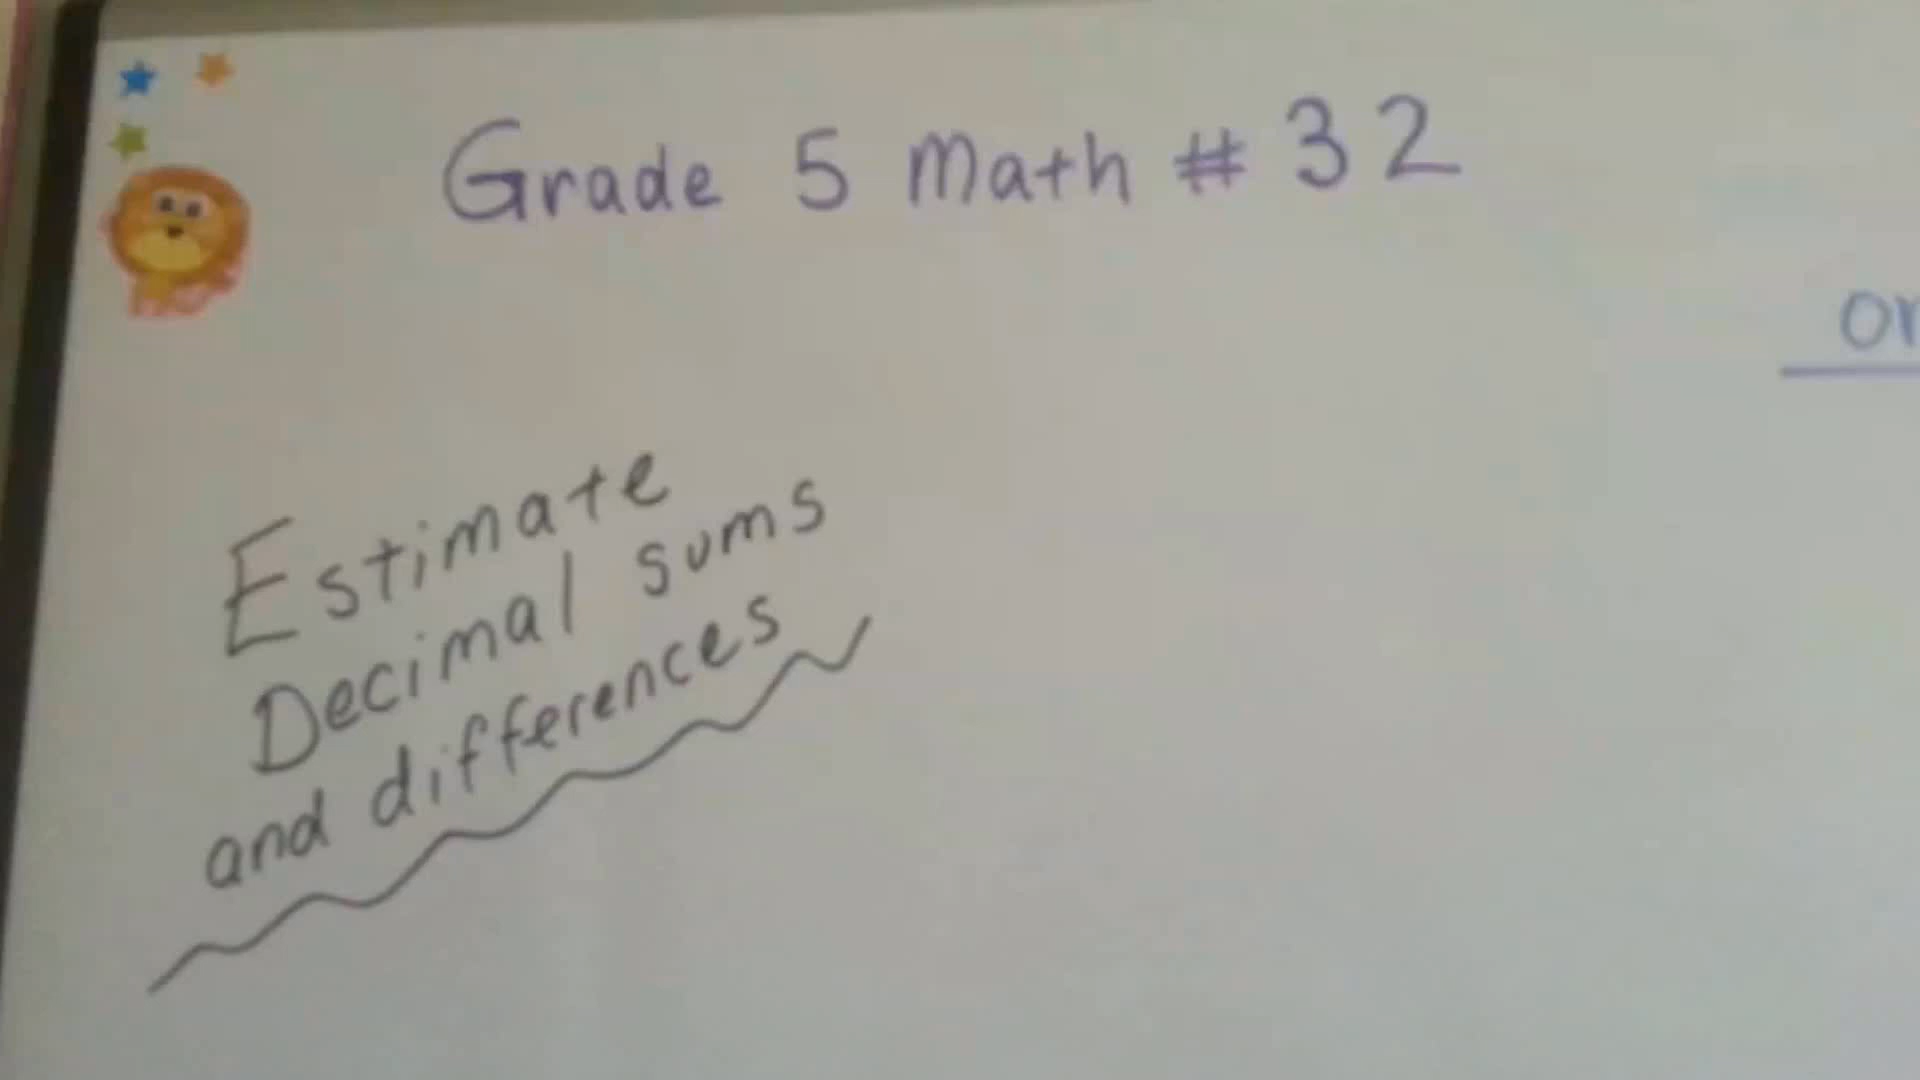 Grade 5 Math # 32
Estimate
Decimal sums
and differences